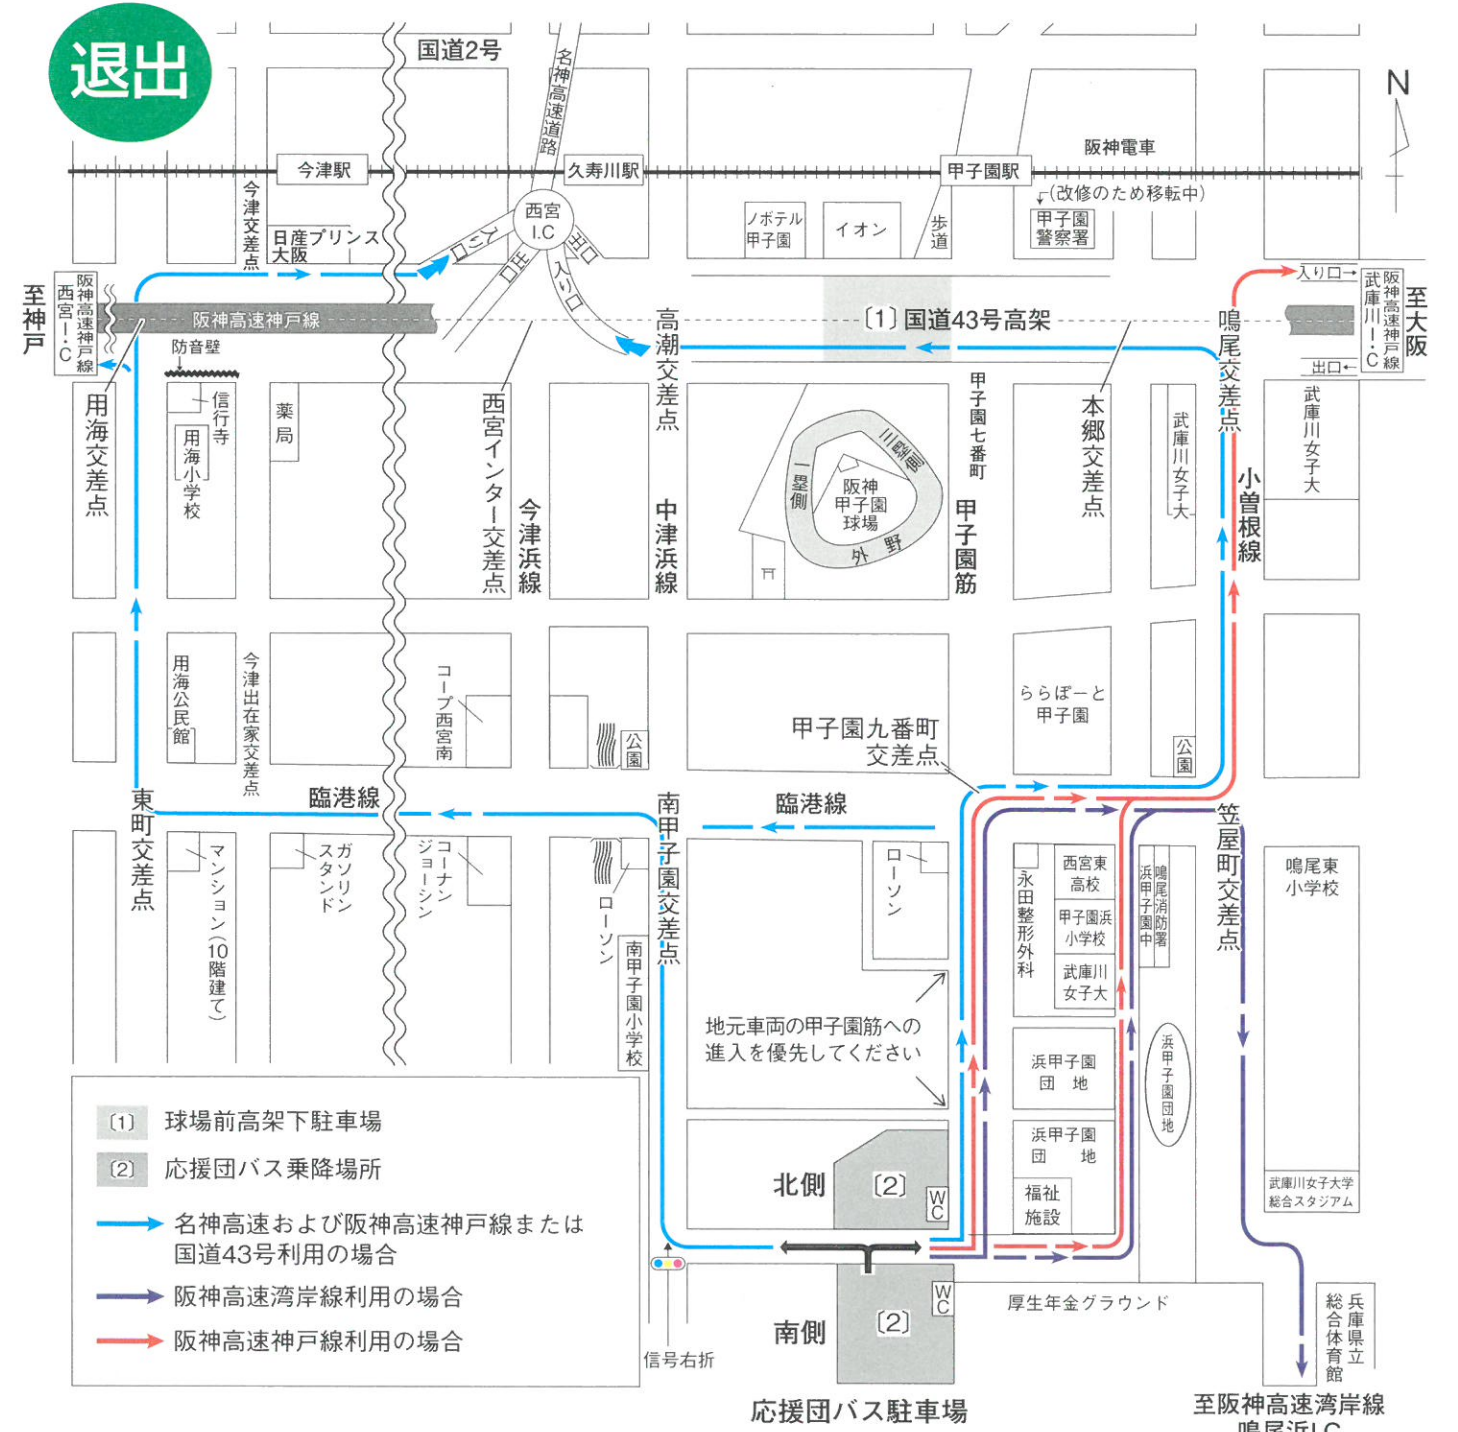 退出
国道2号
名神高速道路
N
今津駅
久寿川駅
甲子園駅
阪神電車
(改修のため移転中)
今津交差点
日産プリンス
大阪
西宮
I.C
入り口
出口
入り口
出口
ノボテル
甲子園
イオン
歩道
甲子園
警察署
至神戸
阪神高速神戸線
西宮I・C
阪神高速神戸線
高潮交差点
〔1〕国道43号高架
鳴尾交差点
入り口
出口
阪神高速神戸線
武庫川I・C
至大阪
防音壁
用海交差点
信行寺
用海小学校
薬局
西宮インター交差点
今津浜線
中津浜線
一塁側
三塁側
阪神
甲子園
球場
外野
甲子園七番町
甲子園筋
本郷交差点
武庫川女子大
小曽根線
武庫川女子大
用海公民館
今津出在家交差点
コープ西宮南
公園
甲子園九番町
交差点
ららぽーと
甲子園
公園
東町交差点
臨港線
南甲子園交差点
臨港線
笠屋町交差点
マンション(10階建て)
ガソリン
スタンド
コーナン
ジョーシン
ローソン
南甲子園小学校
ローソン
永田整形外科
西宮東
高校
甲子園浜
小学校
武庫川
女子大
鳴尾消防署
浜甲子園中
鳴尾東
小学校
地元車両の甲子園筋への
進入を優先してください
浜甲子園
団地
浜甲子園
団地
福祉
施設
浜甲子園団地
武庫川女子大学
総合スタジアム
〔1〕 球場前高架下駐車場
〔2〕 応援団バス乗降場所
名神高速および阪神高速神戸線または
国道43号利用の場合
阪神高速湾岸線利用の場合
阪神高速神戸線利用の場合
北側
〔2〕
WC
信号右折
南側
〔2〕
WC
応援団バス駐車場
厚生年金グラウンド
兵庫県立
総合体育館
至阪神高速湾岸線
鳴尾浜I.C